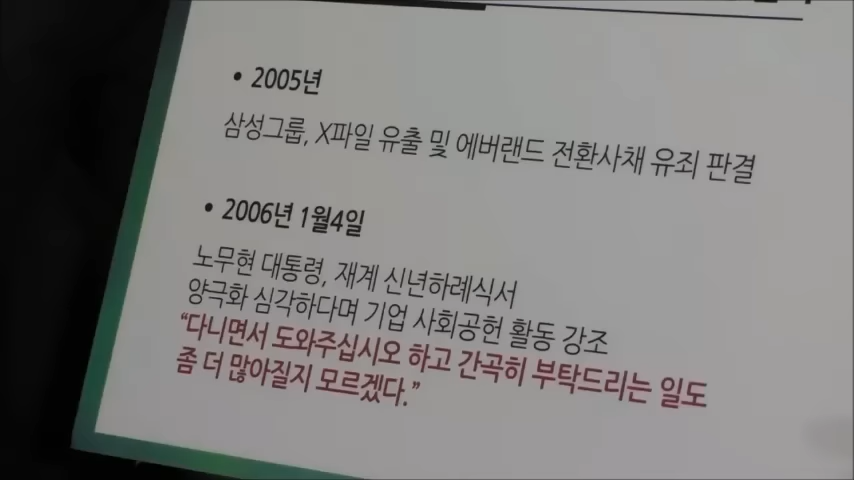 • 2005년
삼성그룹, X파일 유출 및 에버랜드 전환사채 유죄 판결
• 2006년 1월4일
노무현 대통령, 재계 신년하례식서
양극화 심각하다며 기업 사회공헌 활동 강조
“다니면서 도와주십시오 하고 간곡히 부탁드리는 일도
좀 더 많아질지 모르겠다.”